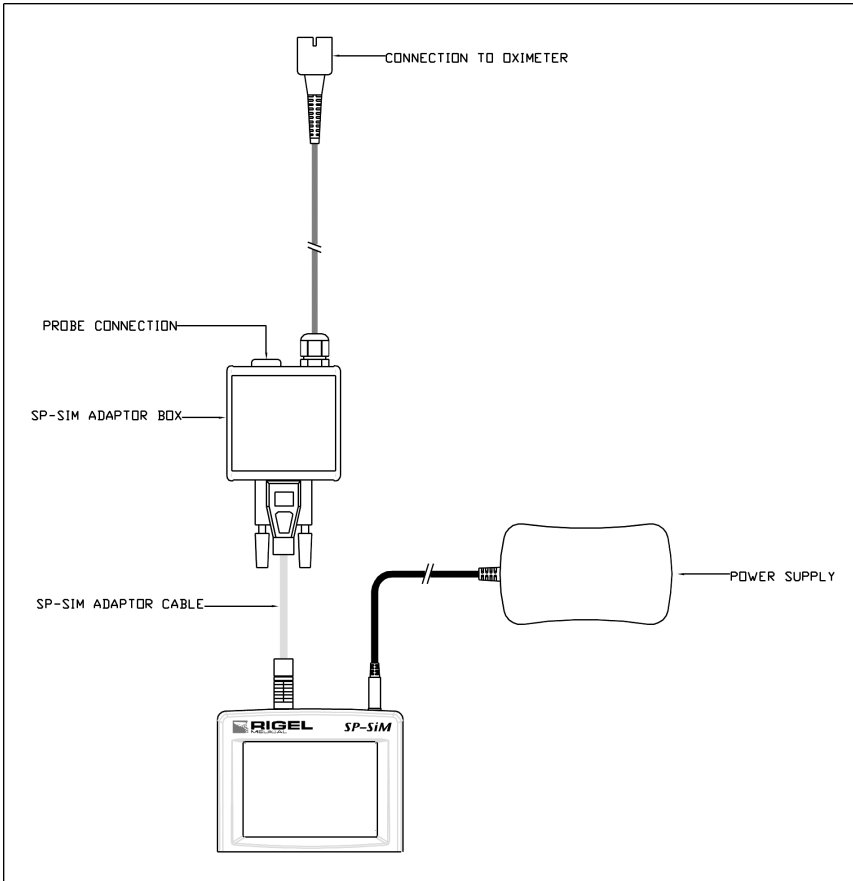 CONNECTION TO OXIMETER
PROBE CONNECTION
SP-SIM ADAPTOR BOX
POWER SUPPLY
SP-SIM ADAPTOR CABLE
RIGEL
MEDICAL
SP-SiM